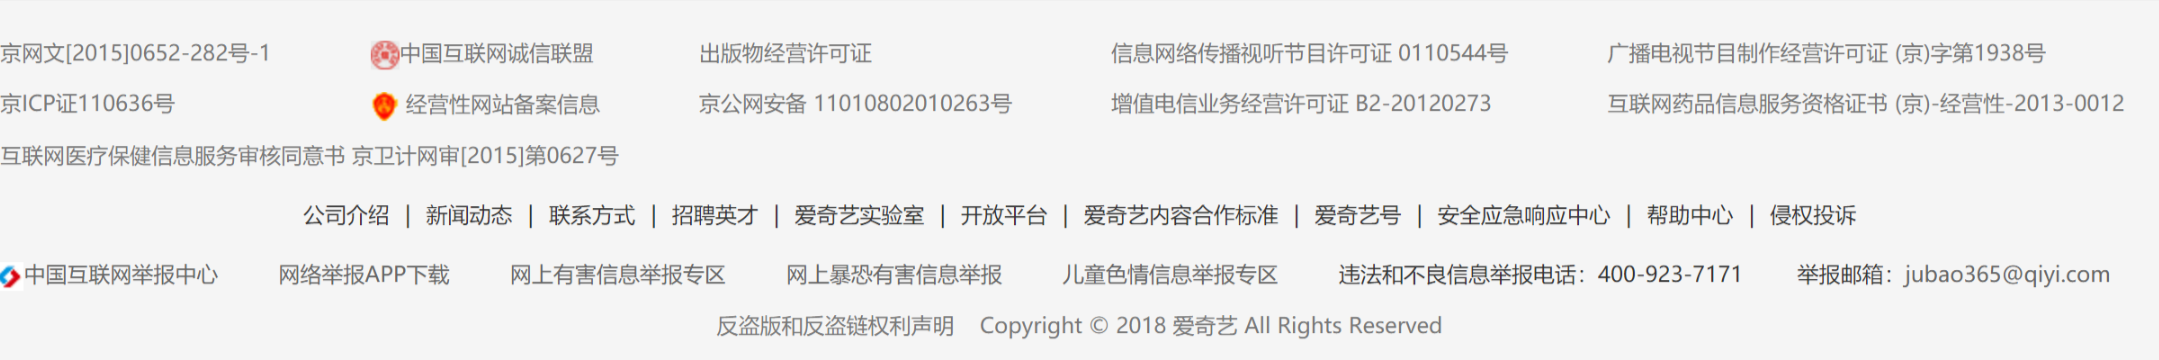 京网文[2015]0652-282号-1 中国互联网诚信联盟 出版物经营许可证 信息网络传播视听节目许可证 0110544号 广播电视节目制作经营许可证 (京)字第1938号
京ICP证110636号 经营性网站备案信息 京公网安备 11010802010263号 增值电信业务经营许可证 B2-20120273 互联网药品信息服务资格证书 (京)-经营性-2013-0012
互联网医疗保健信息服务审核同意书 京卫计网审[2015]第0627号
公司介绍 | 新闻动态 | 联系方式 | 招聘英才 | 爱奇艺实验室 | 开放平台 | 爱奇艺内容合作标准 | 爱奇艺号 | 安全应急响应中心 | 帮助中心 | 侵权投诉
中国互联网举报中心 网络举报APP下载 网上有害信息举报专区 网上暴恐有害信息举报 儿童色情信息举报专区 违法和不良信息举报电话：400-923-7171 举报邮箱：jubao365@qiyi.com
反盗版和反盗链权利声明 Copyright © 2018 爱奇艺 All Rights Reserved